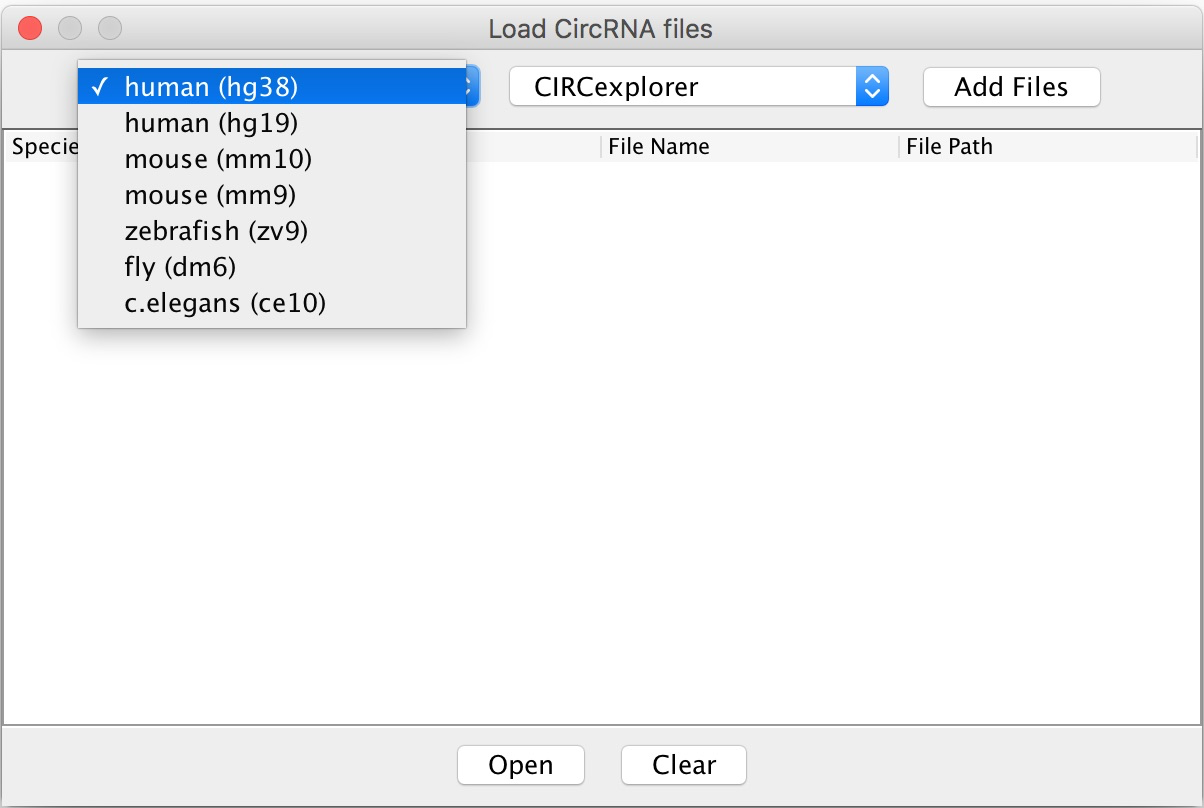 Load CircRNA files
✓ human (hg38)
human (hg19)
mouse (mm10)
mouse (mm9)
zebrafish (zv9)
fly (dm6)
c.elegans (ce10)
CIRCexplorer
Add Files
Specie
File Name
File Path
Open
Clear